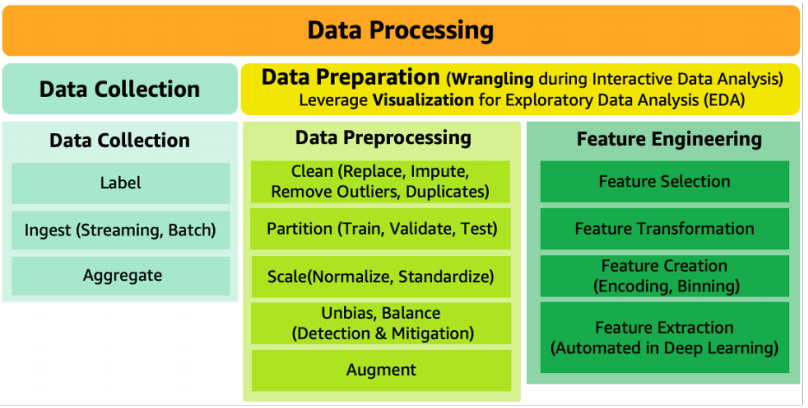 Data Processing
Data Collection
Data Preparation (Wrangling during Interactive Data Analysis)
Leverage Visualization for Exploratory Data Analysis (EDA)
Data Collection
Label
Ingest (Streaming, Batch)
Aggregate
Data Preprocessing
Clean (Replace, Impute,
Remove Outliers, Duplicates)
Partition (Train, Validate, Test)
Scale(Normalize, Standardize)
Unbias, Balance
(Detection & Mitigation)
Augment
Feature Engineering
Feature Selection
Feature Transformation
Feature Creation
(Encoding, Binning)
Feature Extraction
(Automated in Deep Learning)